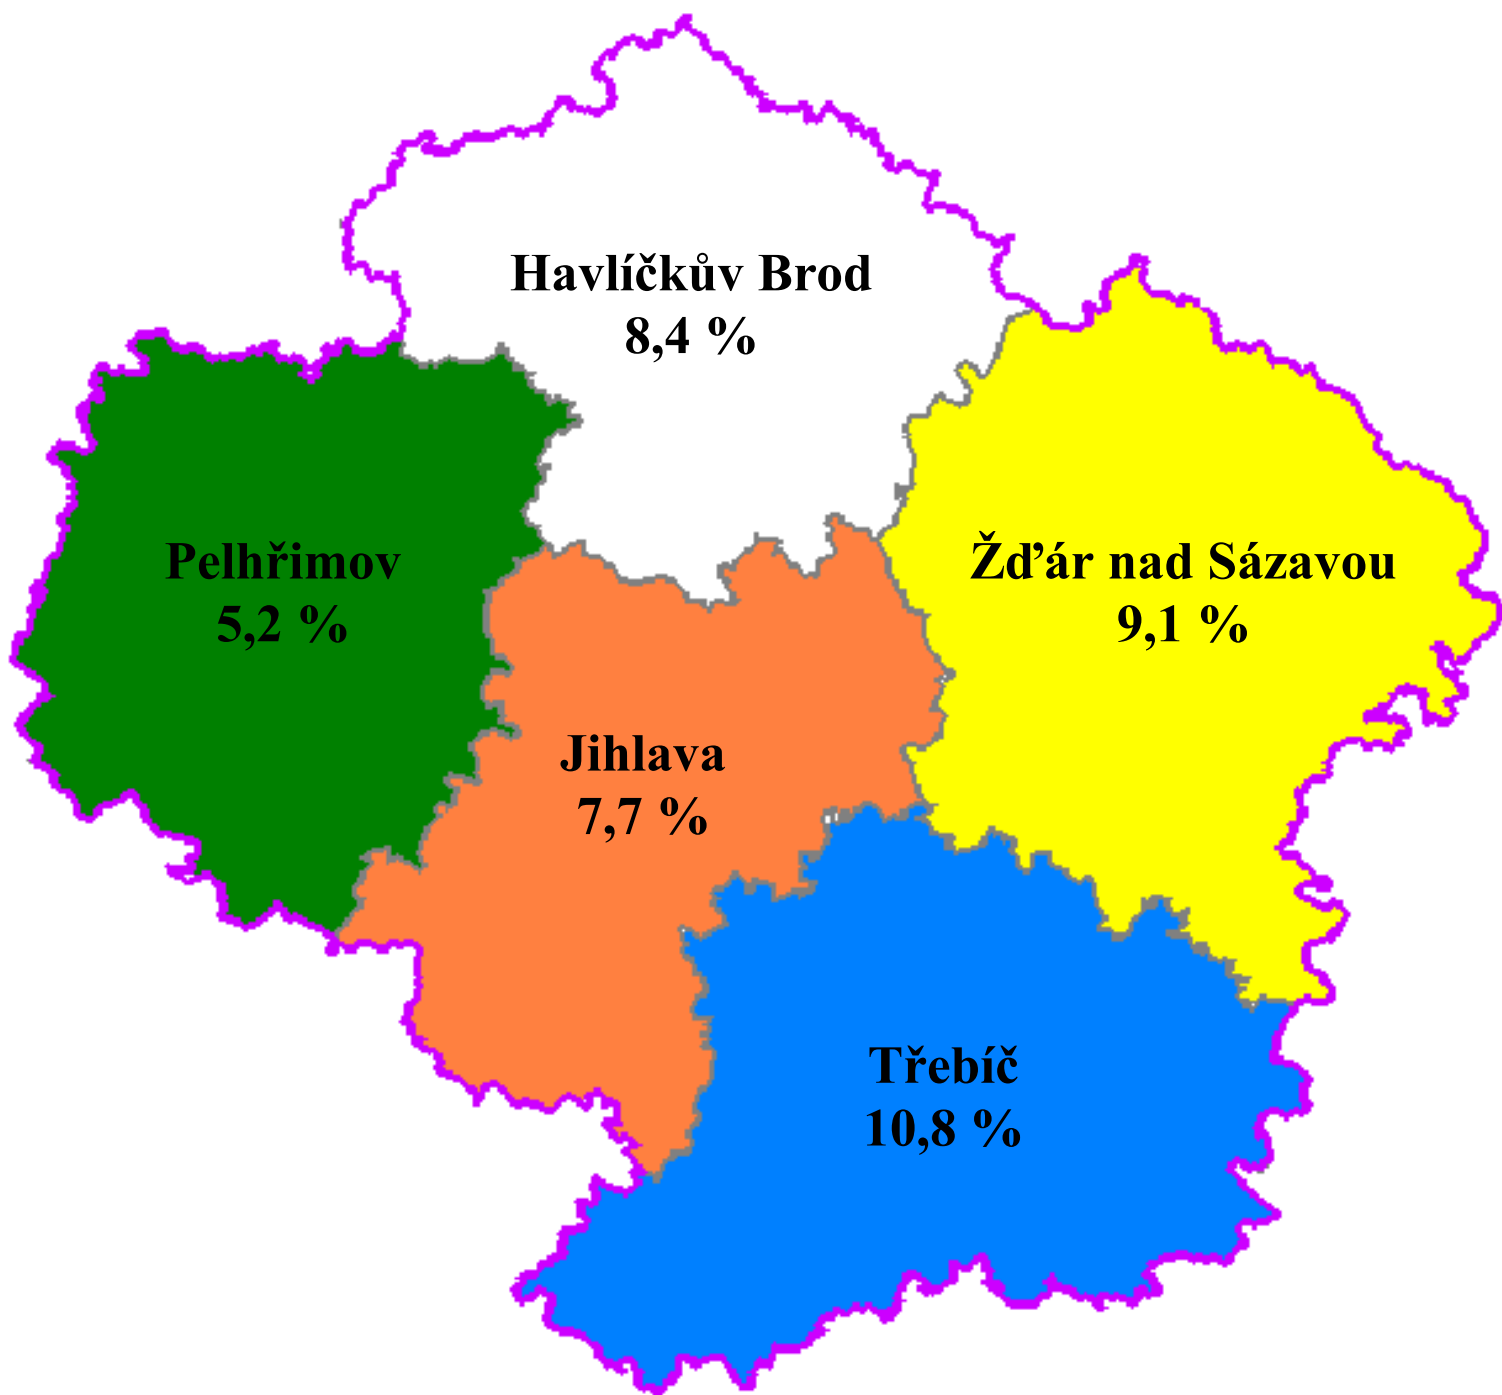 Havlíčkův Brod
8,4 %
Pelhřimov
5,2 %
Žďár nad Sázavou
9,1 %
Jihlava
7,7 %
Třebíč
10,8 %